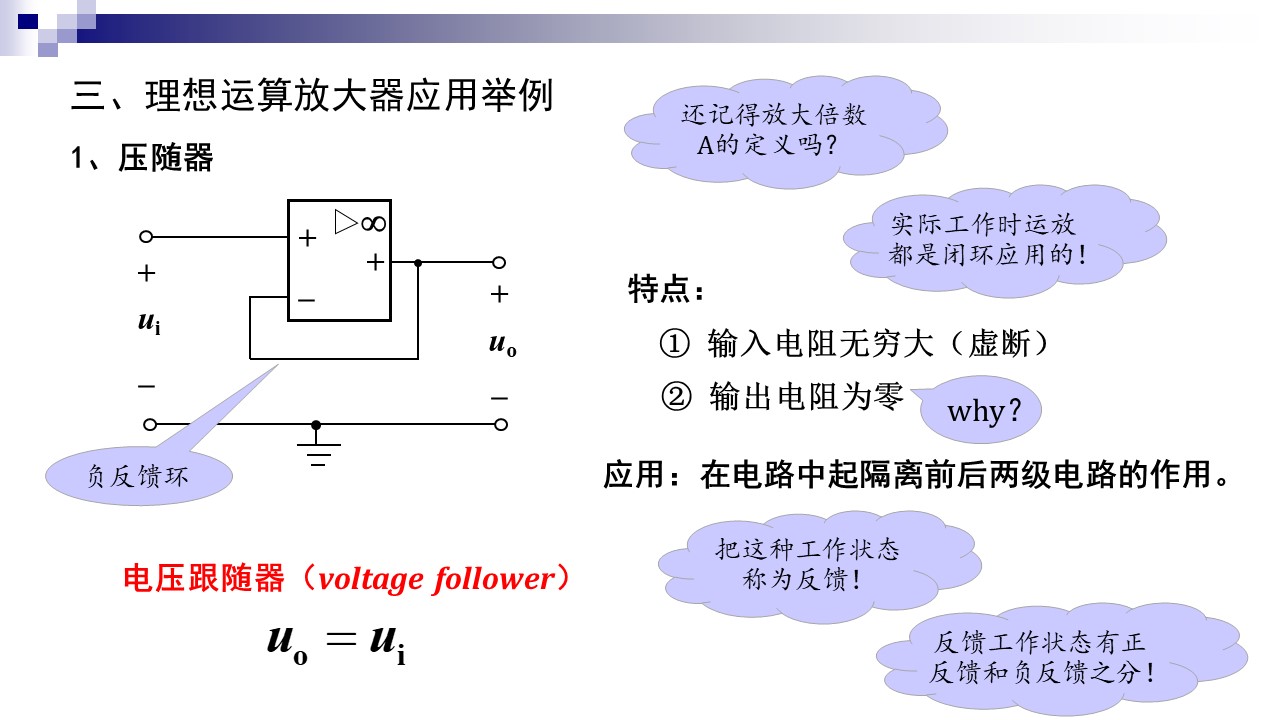 三、理想运算放大器应用举例
1、压随器
▷∞
+
+
−
+
ui
−
+
uo
−
负反馈环
电压跟随器（voltage follower）
uo = ui
还记得放大倍数
A的定义吗？
实际工作时运放
都是闭环应用的！
特点：
① 输入电阻无穷大（虚断）
② 输出电阻为零
why？
应用：在电路中起隔离前后两级电路的作用。
把这种工作状态
称为反馈！
反馈工作状态有正
反馈和负反馈之分！